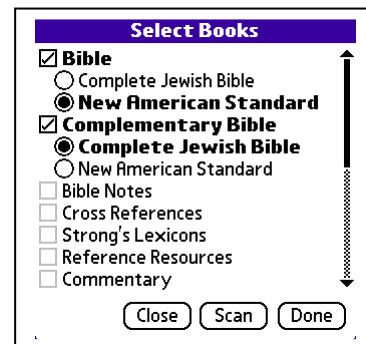 Select Books
Bible
Complete Jewish Bible
New American Standard
Complementary Bible
Complete Jewish Bible
New American Standard
Bible Notes
Cross References
Strong's Lexicons
Reference Resources
Commentary
Close Scan Done